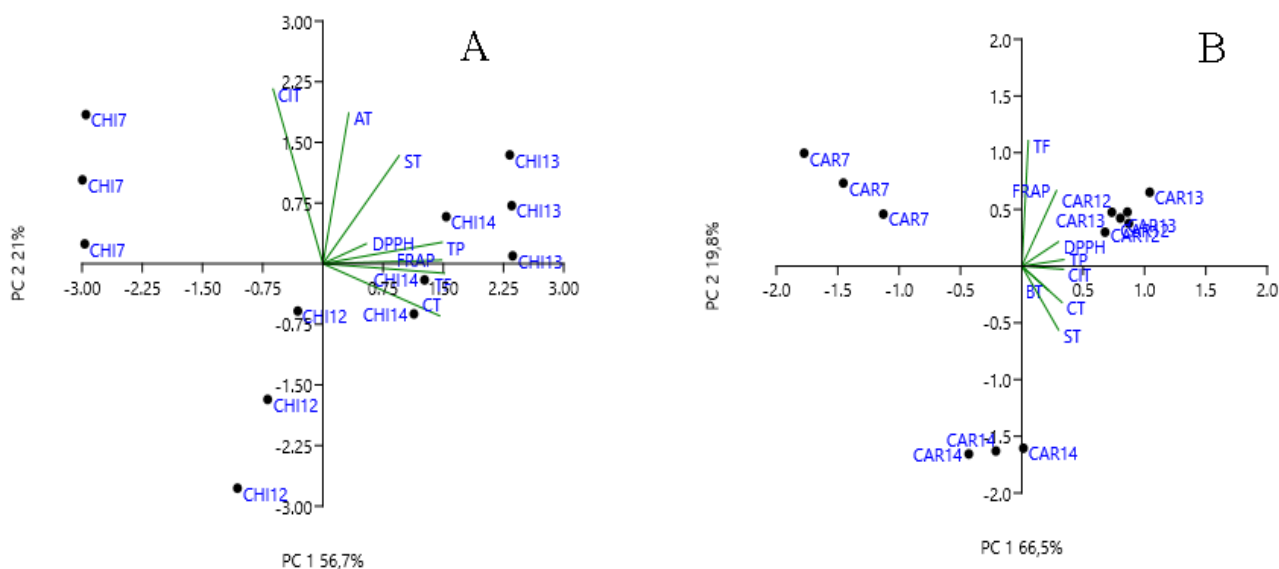 A
3.00
2.25
1.50
0.75
-0.75
-1.50
-2.25
-3.00
-3.00 -2.25 -1.50 -0.75 0.75 1.50 2.25 3.00
PC 2 21%
PC 1 56,7%
CIT
AT
ST
DPPH
TP
FRAP
TF
CT
CHI7
CHI7
CHI7
CHI13
CHI13
CHI13
CHI14
CHI14
CHI14
CHI12
CHI12
CHI12
B
2.0
1.5
1.0
0.5
-0.5
-1.0
-1.5
-2.0
-2.0 -1.5 -1.0 -0.5 0.5 1.0 1.5 2.0
PC 2 19,8%
PC 1 66,5%
TF
FRAP
DPPH
TP
CIT
BT
CT
ST
CAR7
CAR7
CAR7
CAR12
CAR13
CAR13
CAR13
CAR12
CAR12
CAR14
CAR14
CAR14